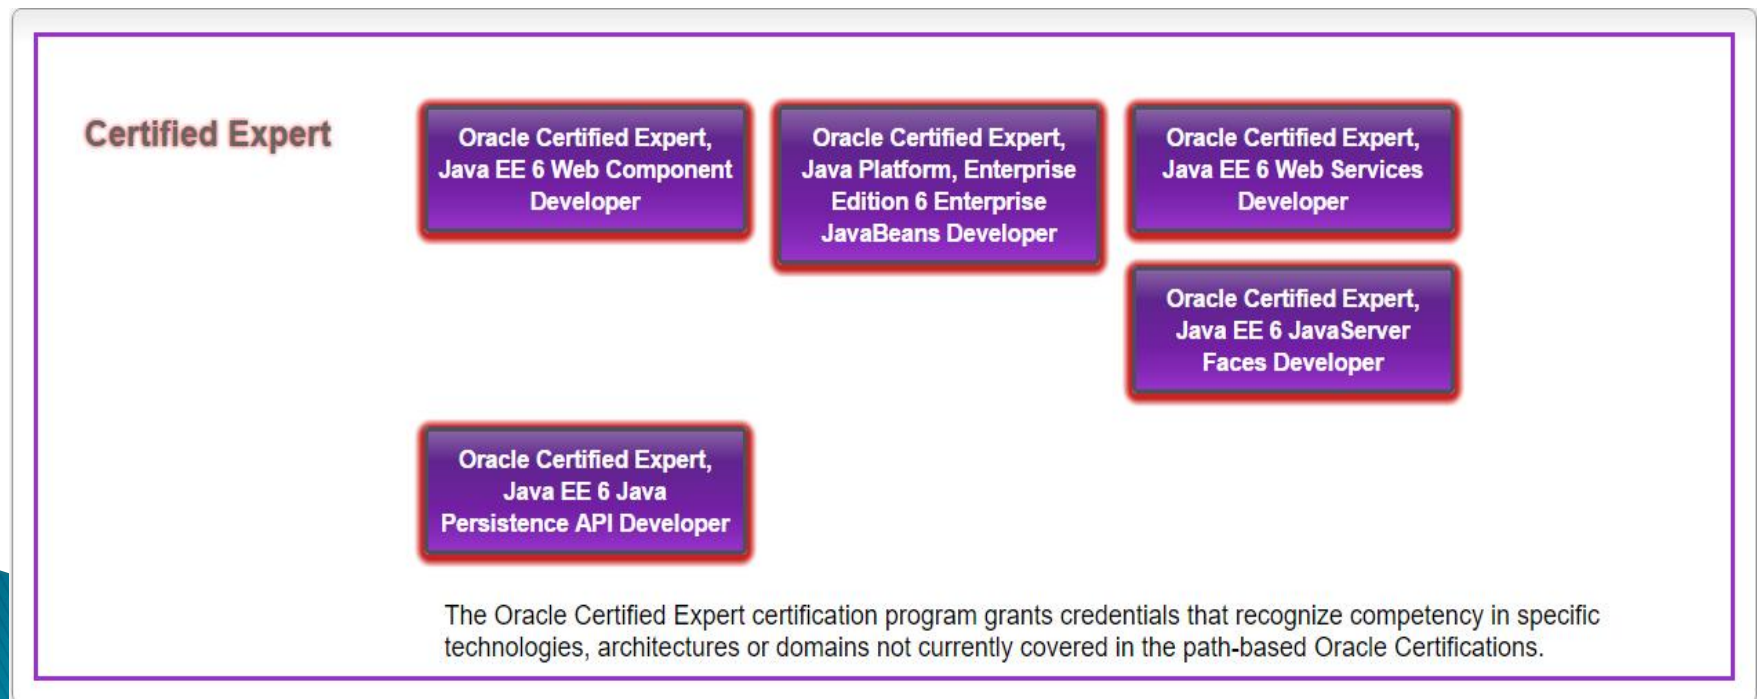 Certified Expert
Oracle Certified Expert,
Java EE 6 Web Component
Developer
Oracle Certified Expert,
Java Platform, Enterprise
Edition 6 Enterprise
JavaBeans Developer
Oracle Certified Expert,
Java EE 6 Web Services
Developer
Oracle Certified Expert,
Java EE 6 JavaServer
Faces Developer
Oracle Certified Expert,
Java EE 6 Java
Persistence API Developer
The Oracle Certified Expert certification program grants credentials that recognize competency in specific
technologies, architectures or domains not currently covered in the path-based Oracle Certifications.